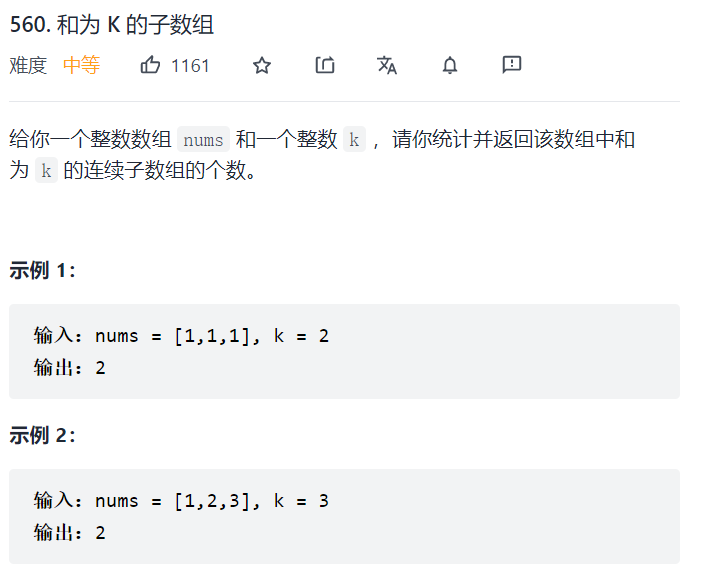 560. 和为 K 的子数组
难度 中等 1161
给你一个整数数组 nums 和一个整数 k ，请你统计并返回该数组中和
为 k 的连续子数组的个数。
示例 1：
输入：nums = [1,1,1], k = 2
输出：2
示例 2：
输入：nums = [1,2,3], k = 3
输出：2